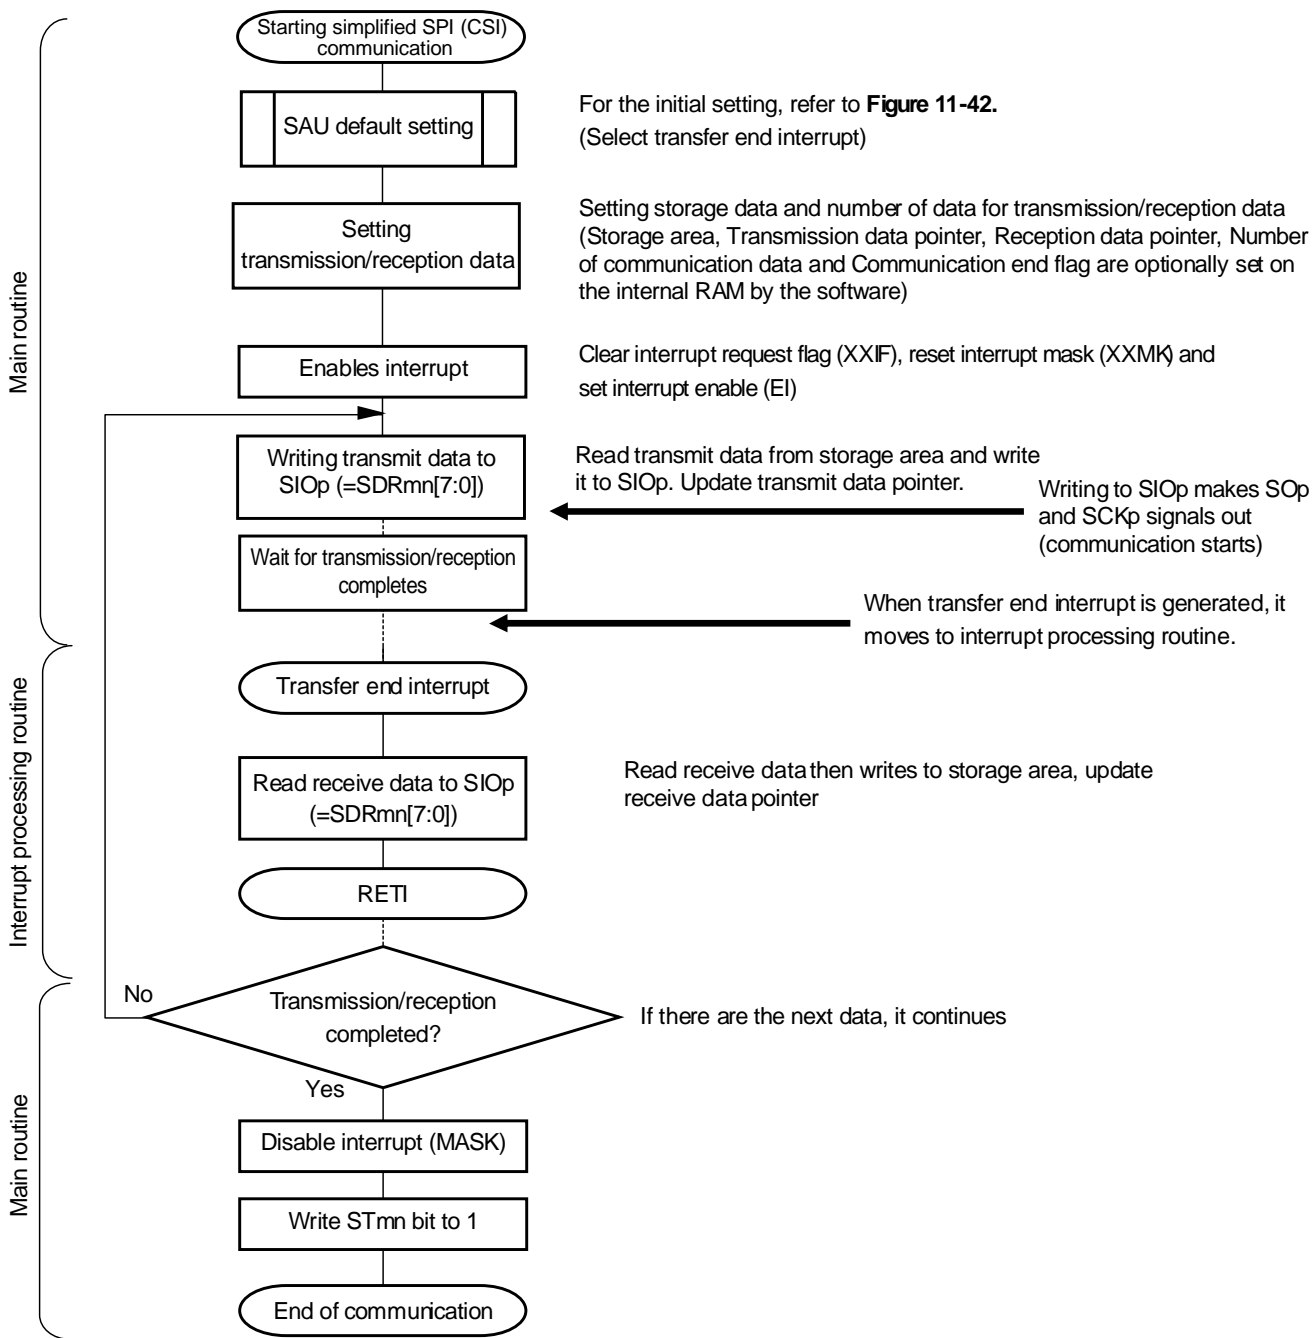 Starting simplified SPI (CSI)
communication
SAU default setting
For the initial setting, refer to Figure 11-42.
(Select transfer end interrupt)
Setting
transmission/reception data
Setting storage data and number of data for transmission/reception data
(Storage area, Transmission data pointer, Reception data pointer, Number
of communication data and Communication end flag are optionally set on
the internal RAM by the software)
Main routine
Enables interrupt
Clear interrupt request flag (XXIF), reset interrupt mask (XXMK) and
set interrupt enable (EI)
Writing transmit data to
SIOp (=SDRmn[7:0])
Read transmit data from storage area and write
it to SIOp. Update transmit data pointer.
Writing to SIOp makes SOp
and SCKp signals out
(communication starts)
Wait for transmission/reception
completes
When transfer end interrupt is generated, it
moves to interrupt processing routine.
Transfer end interrupt
Interrupt processing routine
Read receive data to SIOp
(=SDRmn[7:0])
Read receive data then writes to storage area, update
receive data pointer
RETI
No
Transmission/reception
completed?
If there are the next data, it continues
Yes
Main routine
Disable interrupt (MASK)
Write STmn bit to 1
End of communication